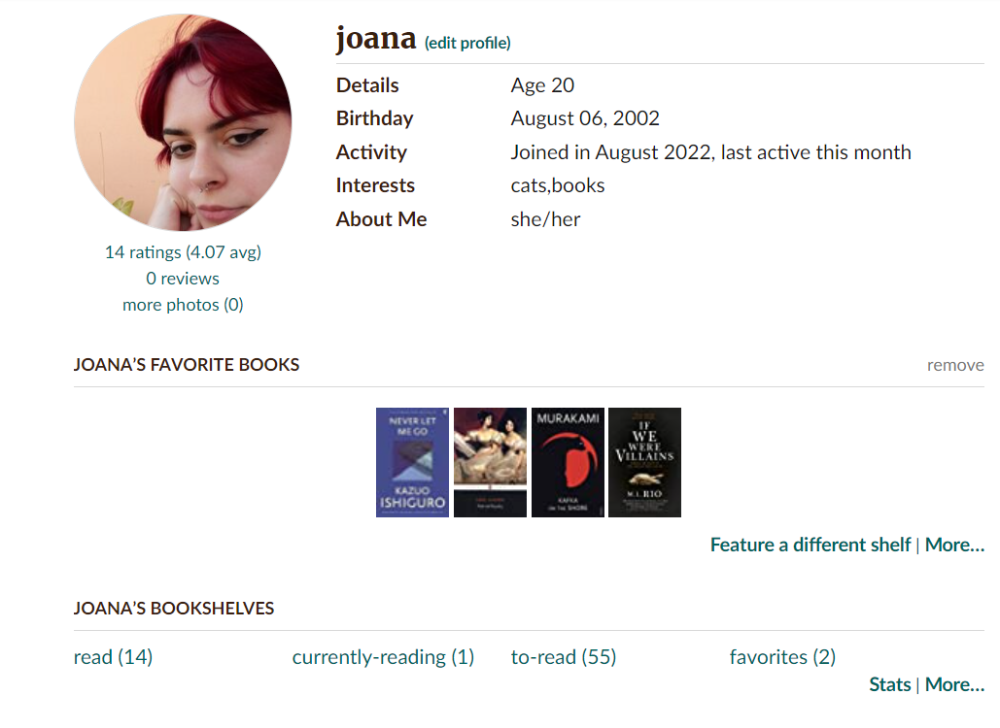 joana (edit profile)
Details Age 20
Birthday August 06, 2002
Activity Joined in August 2022, last active this month
Interests cats,books
About Me she/her
14 ratings (4.07 avg)
0 reviews
more photos (0)
JOANA'S FAVORITE BOOKS remove
NEVER LET
ME GO
KAZUO
ISHIGURO
MURAKAMI
KAFKA
ON THE SHORE
IF
WE
WERE
VILLAINS
M. L. RIO
Feature a different shelf | More...
JOANA'S BOOKSHELVES
read (14) currently-reading (1) to-read (55) favorites (2)
Stats | More...